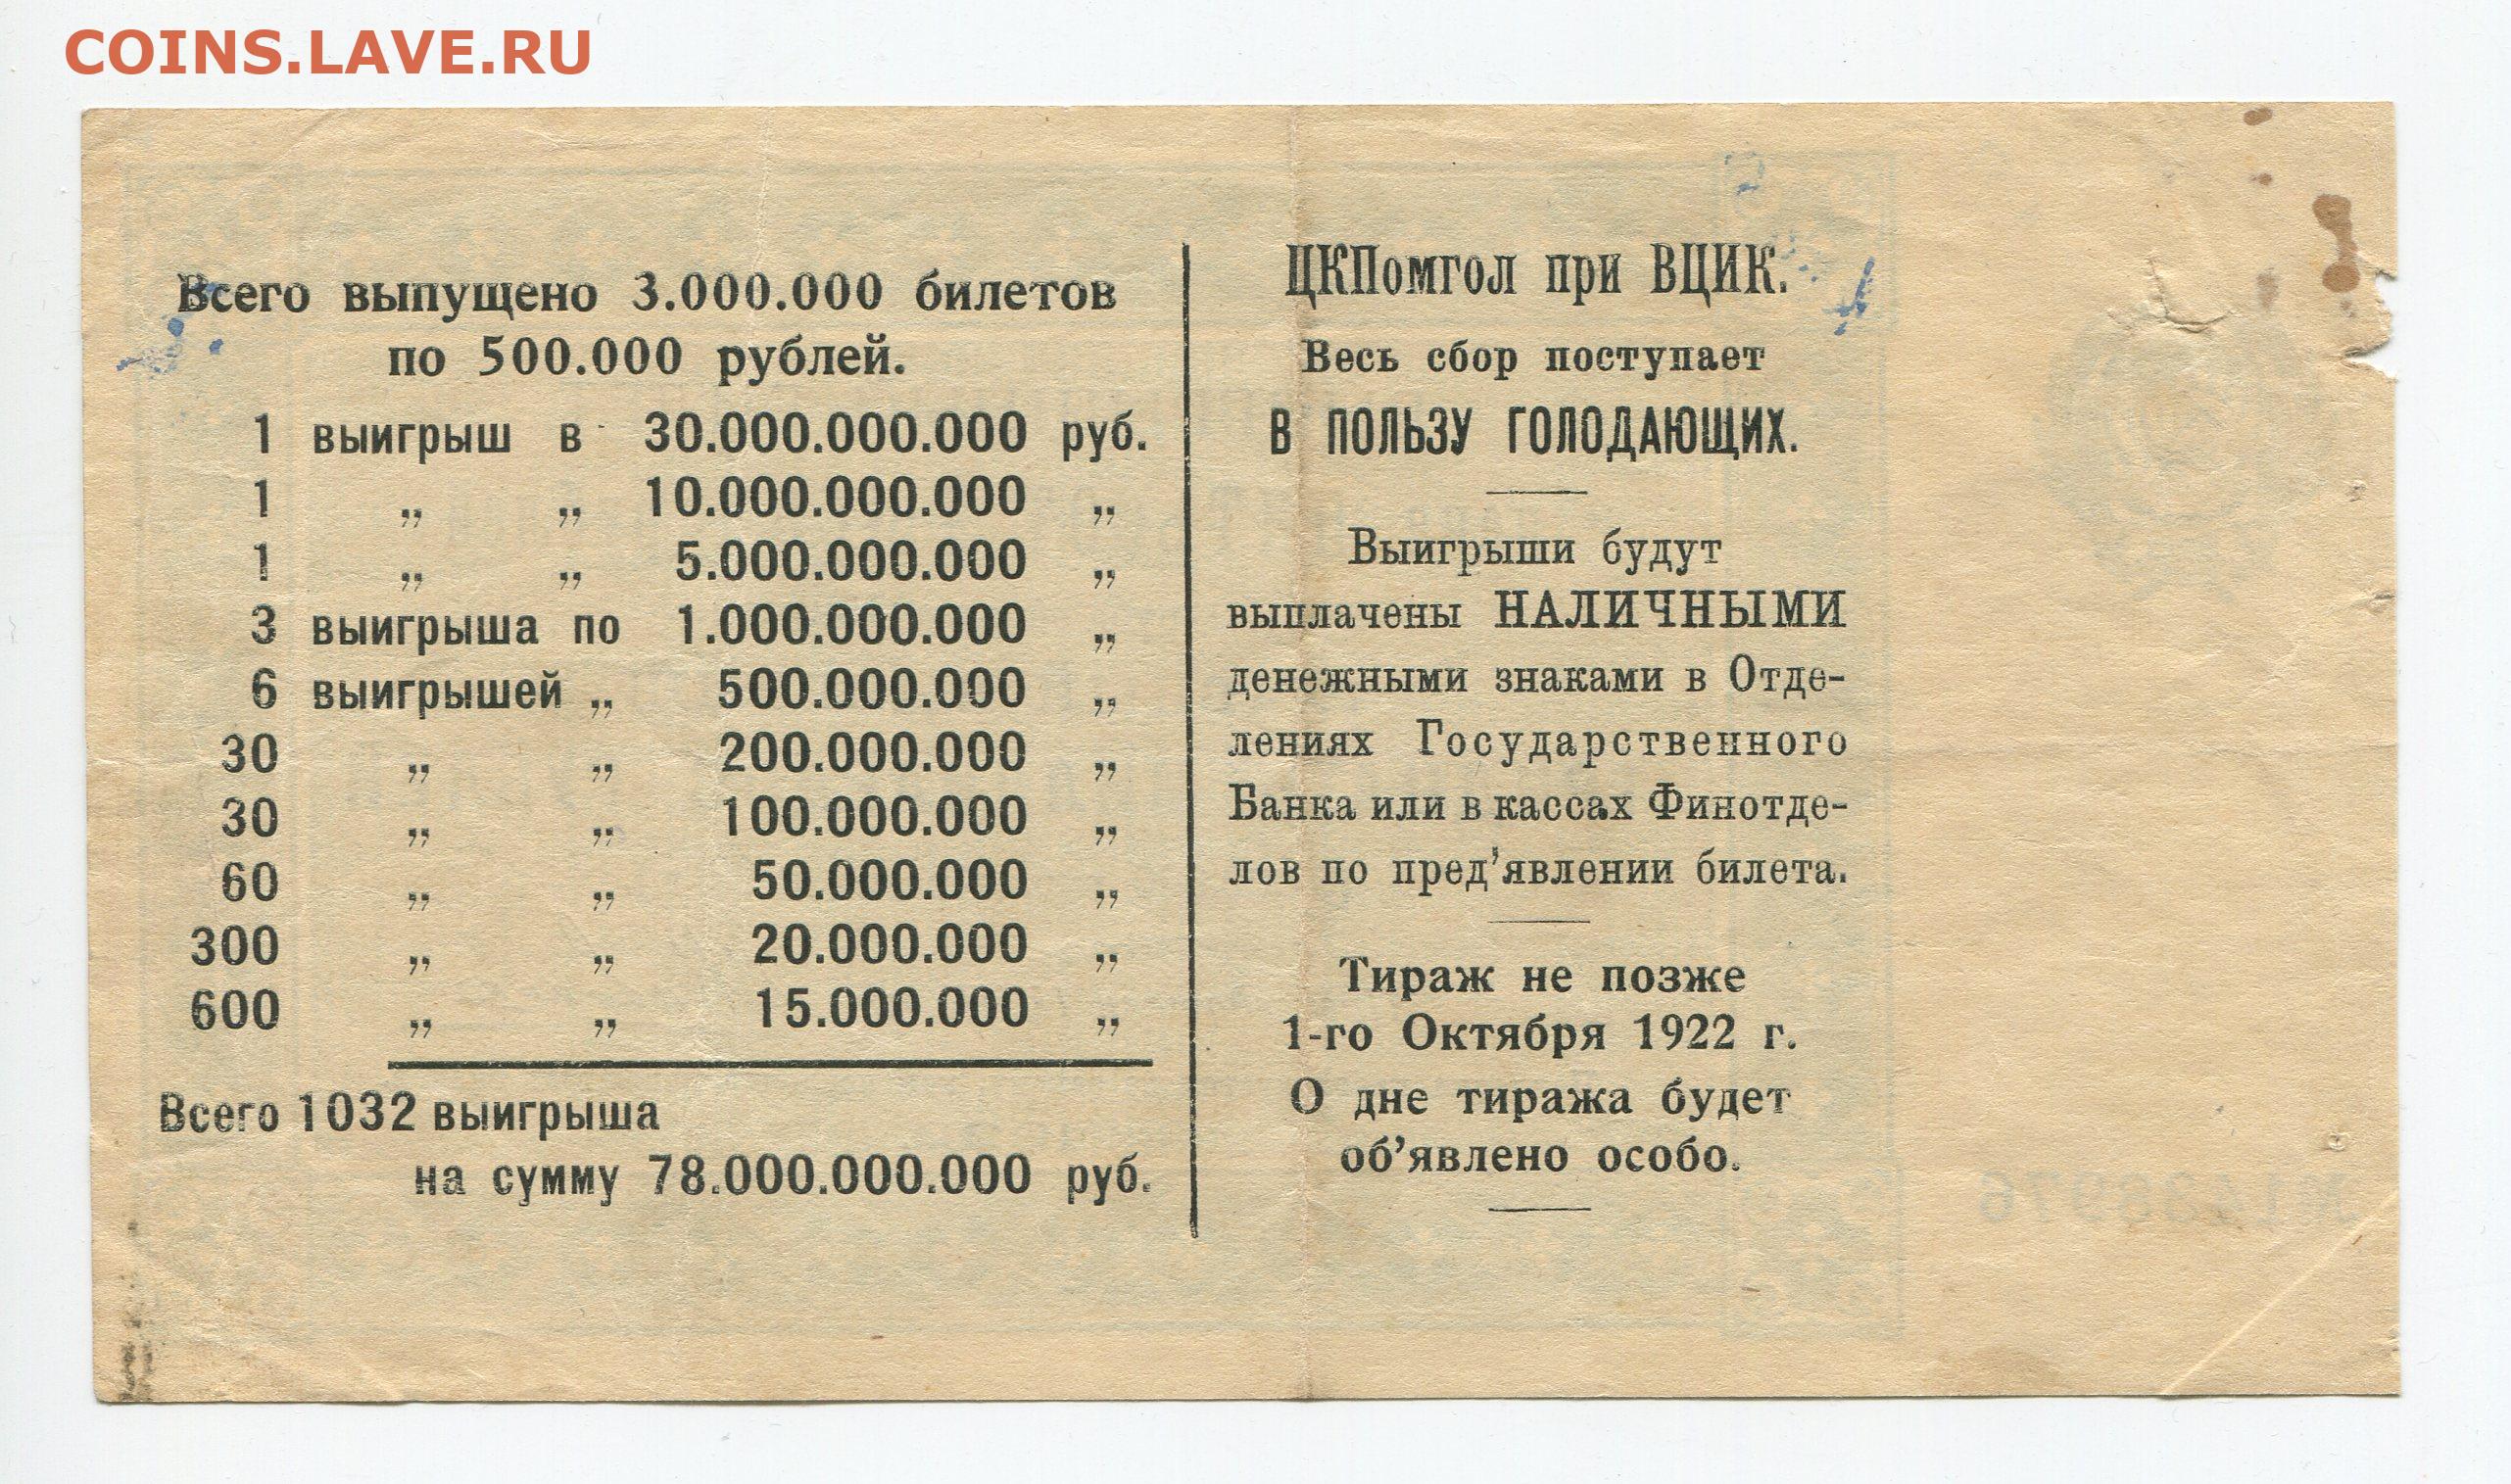 COINS.LAVE.RU
Всего выпущено 3.000.000 билетов
по 500.000 рублей.
1 выигрыш в 30.000.000.000 руб.
1 „ „ 10.000.000.000 „
1 „ „ 5.000.000.000 „
3 выигрыша по 1.000.000.000 „
6 выигрышей „ 500.000.000 „
30 „ „ 200.000.000 „
30 „ „ 100.000.000 „
60 „ „ 50.000.000 „
300 „ „ 20.000.000 „
600 „ „ 15.000.000 „
Всего 1032 выигрыша
на сумму 78.000.000.000 руб.
ЦКПомгол при ВЦИК.
Весь сбор поступает
В ПОЛЬЗУ ГОЛОДАЮЩИХ.
Выигрыши будут
выплачены НАЛИЧНЫМИ
денежными знаками в Отде-
лениях Государственного
Банка или в кассах Финотде-
лов по пред'явлении билета.
Тираж не позже
1-го Октября 1922 г.
О дне тиража будет
об'явлено особо.